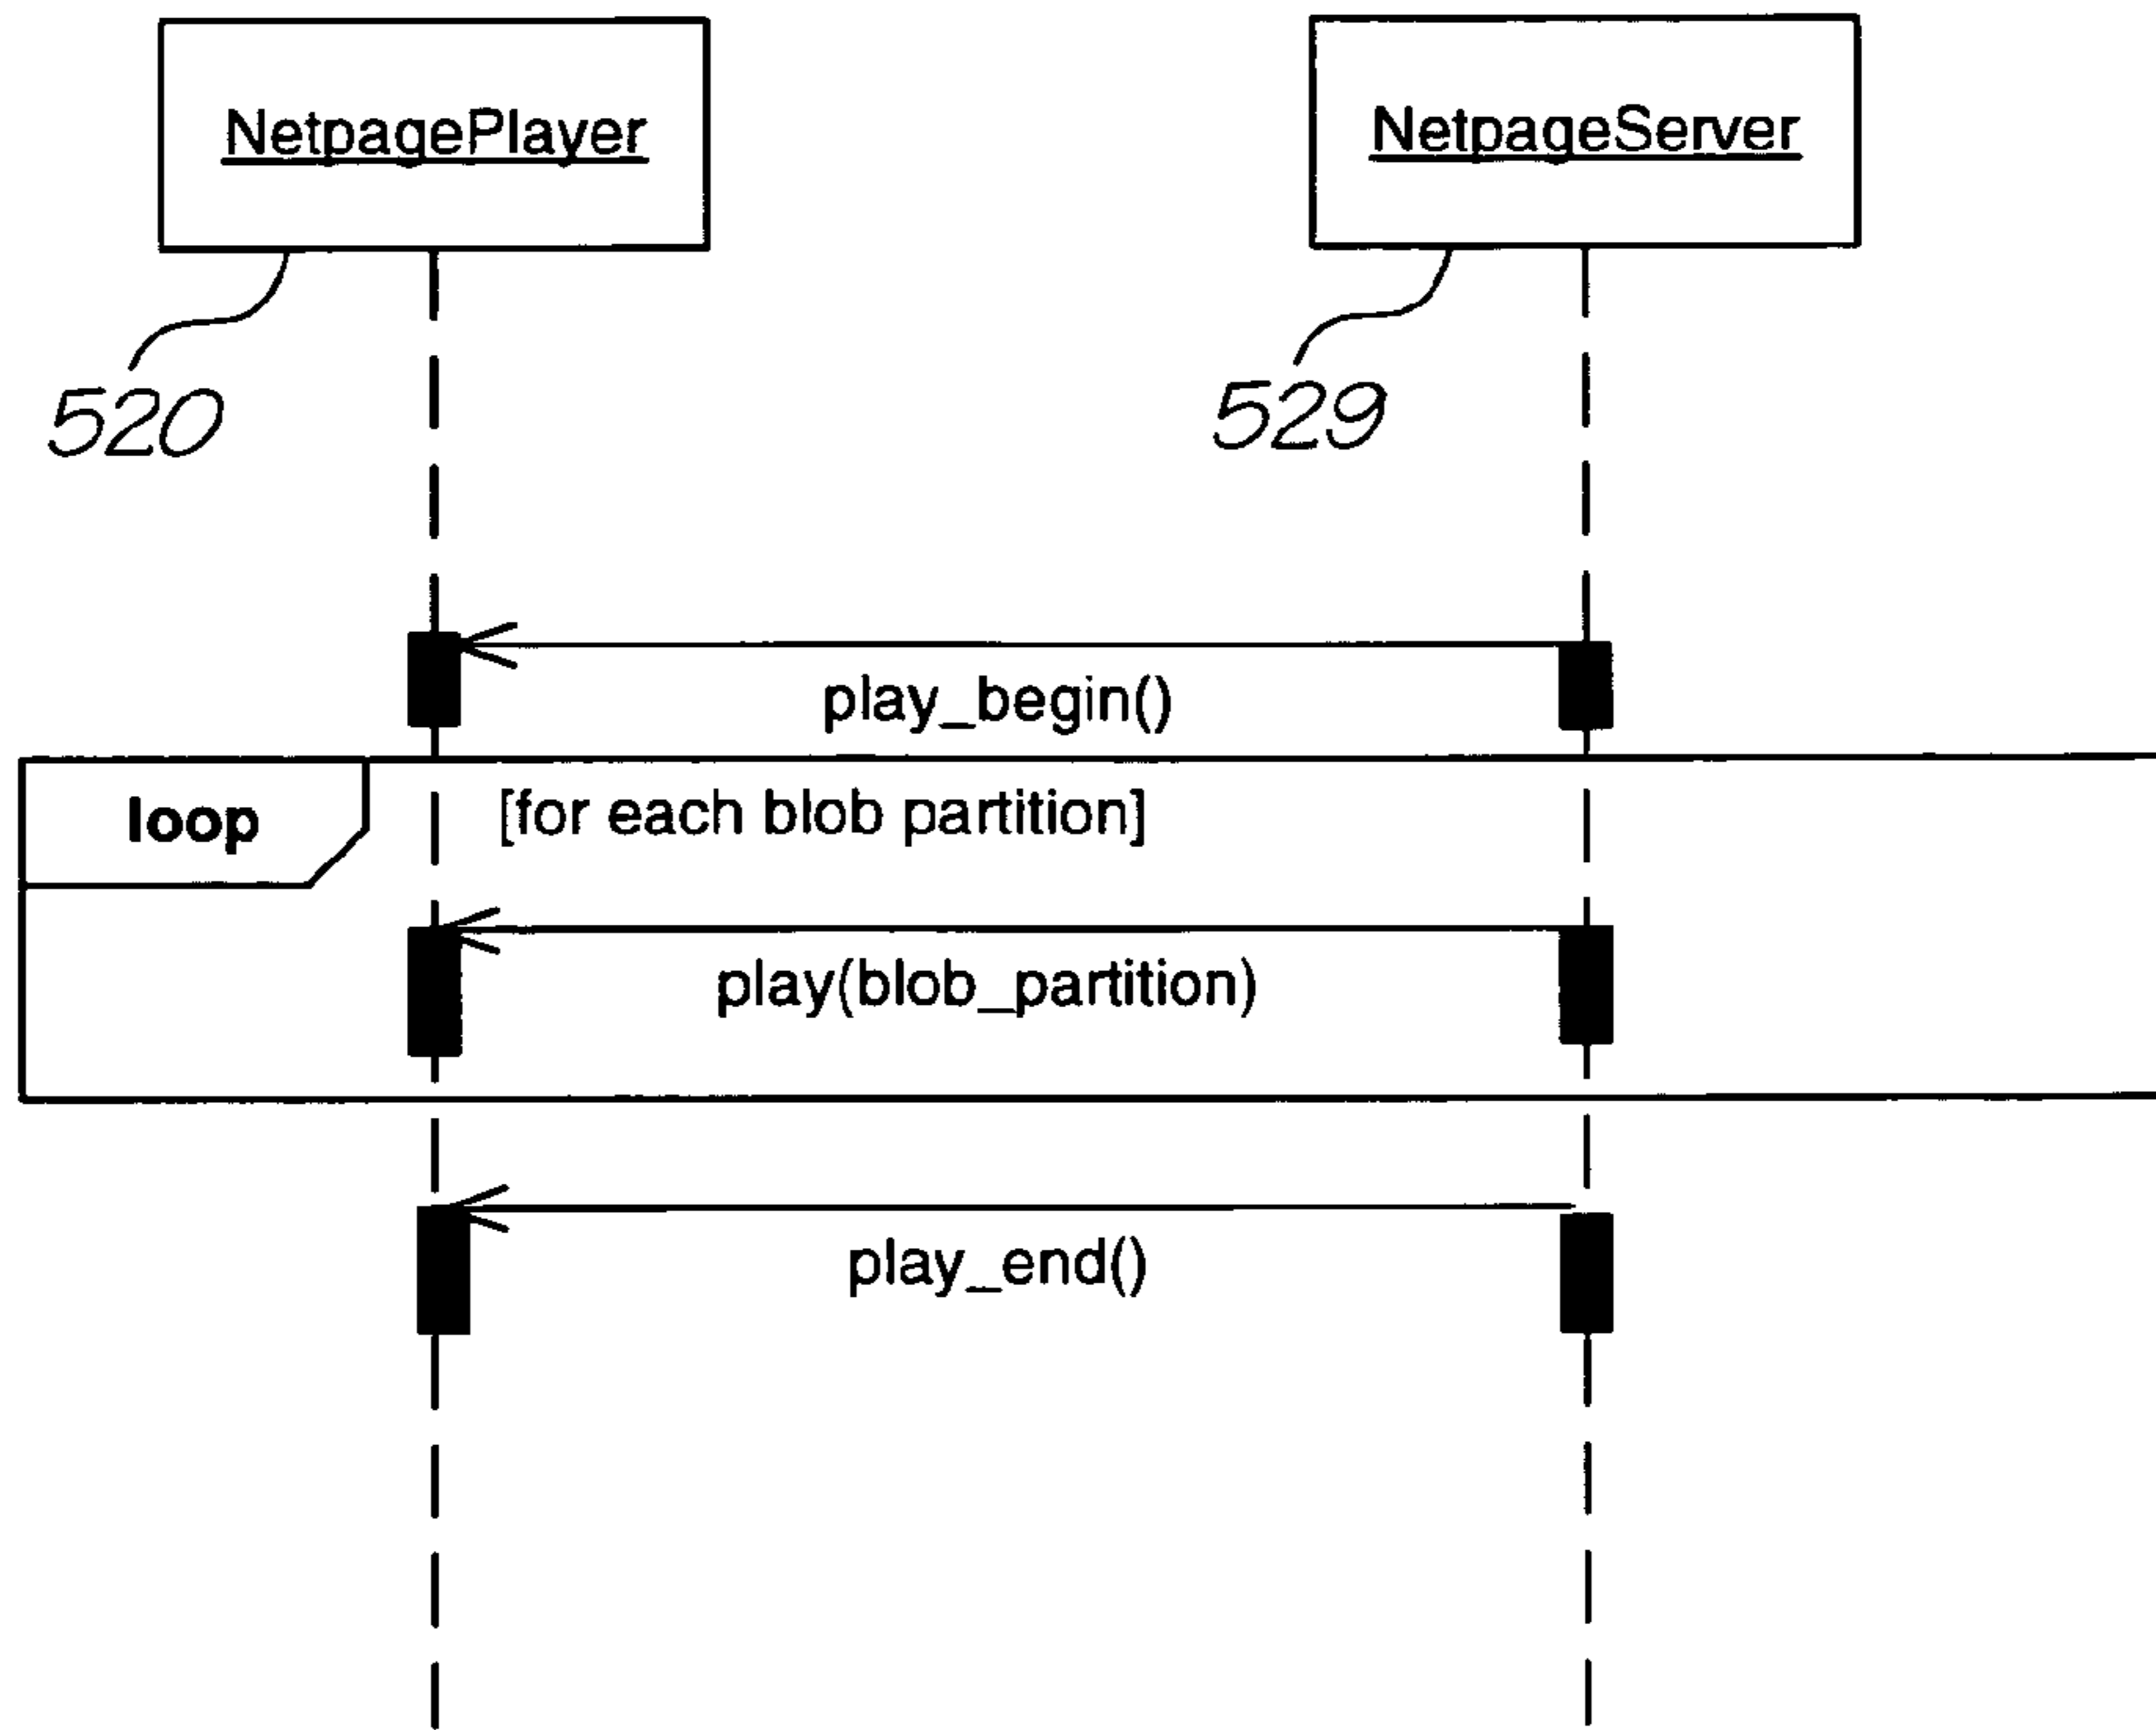 NetpagePlayer
NetpageServer
520
529
play_begin()
loop
[for each blob partition]
play(blob_partition)
play_end()